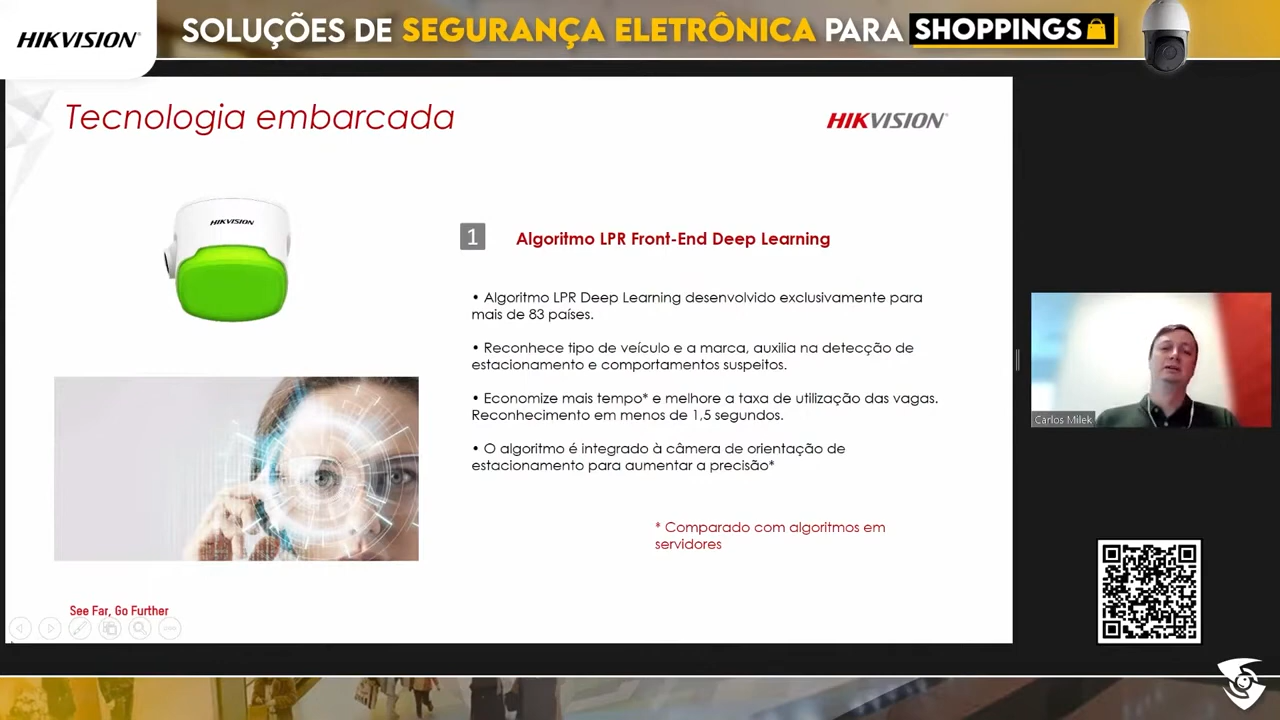 HIKVISION
SOLUÇÕES DE SEGURANÇA ELETRÔNICA PARA SHOPPINGS
Tecnologia embarcada
HIKVISION
HIKVISION
1
Algoritmo LPR Front-End Deep Learning
• Algoritmo LPR Deep Learning desenvolvido exclusivamente para
mais de 83 países.
• Reconhece tipo de veículo e a marca, auxilia na detecção de
estacionamento e comportamentos suspeitos.
• Economize mais tempo* e melhore a taxa de utilização das vagas.
Reconhecimento em menos de 1,5 segundos.
• O algoritmo é integrado à câmera de orientação de
estacionamento para aumentar a precisão*
* Comparado com algoritmos em
servidores
Carlos Milek
See Far, Go Further